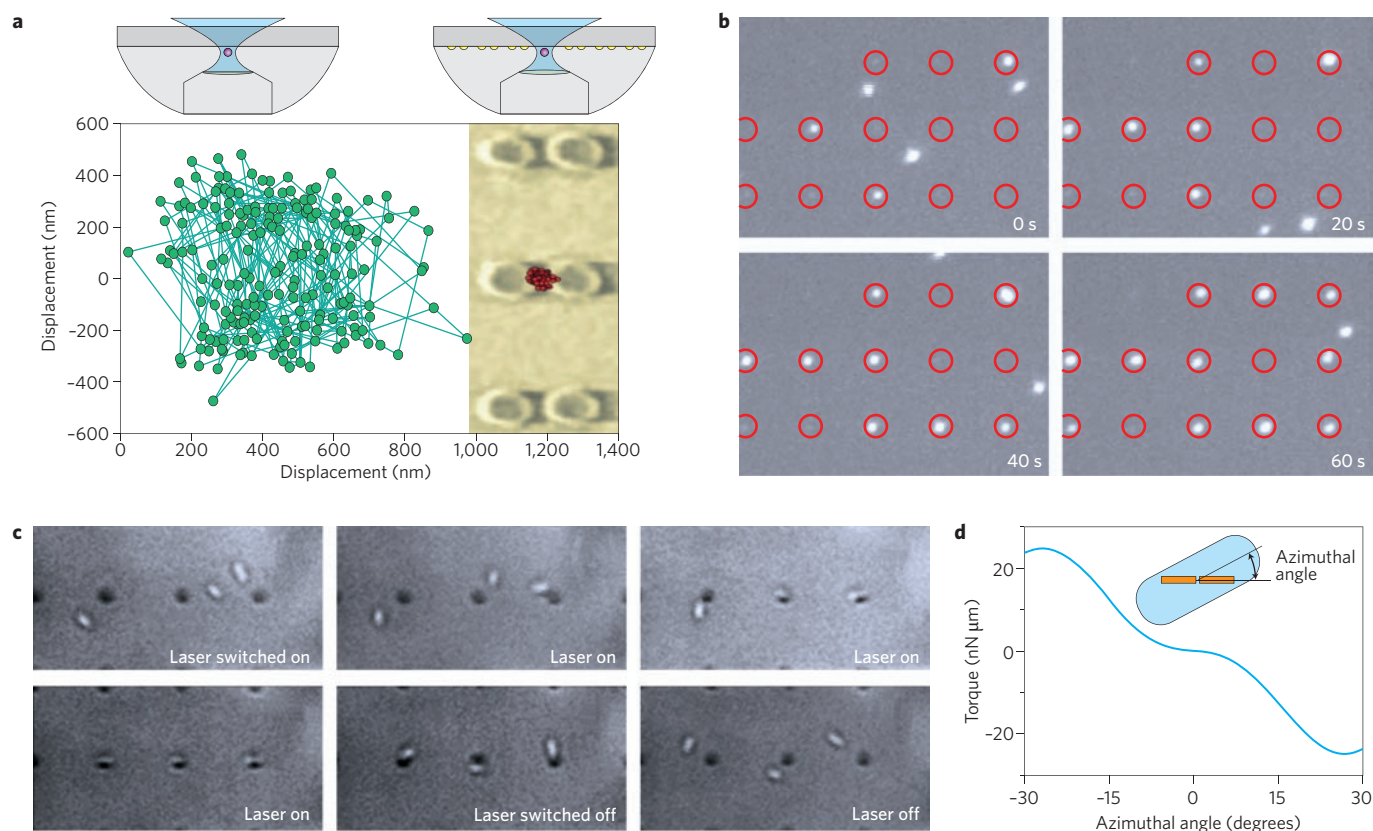 a
600
400
200
0
–200
–400
–600
Displacement (nm)
0
200
400
600
800
1,000
1,200
1,400
Displacement (nm)
b
0 s
20 s
40 s
60 s
c
Laser switched on
Laser on
Laser on
Laser on
Laser switched off
Laser off
d
Azimuthal
angle
20
0
–20
Torque (nN μm)
–30
–15
0
15
30
Azimuthal angle (degrees)